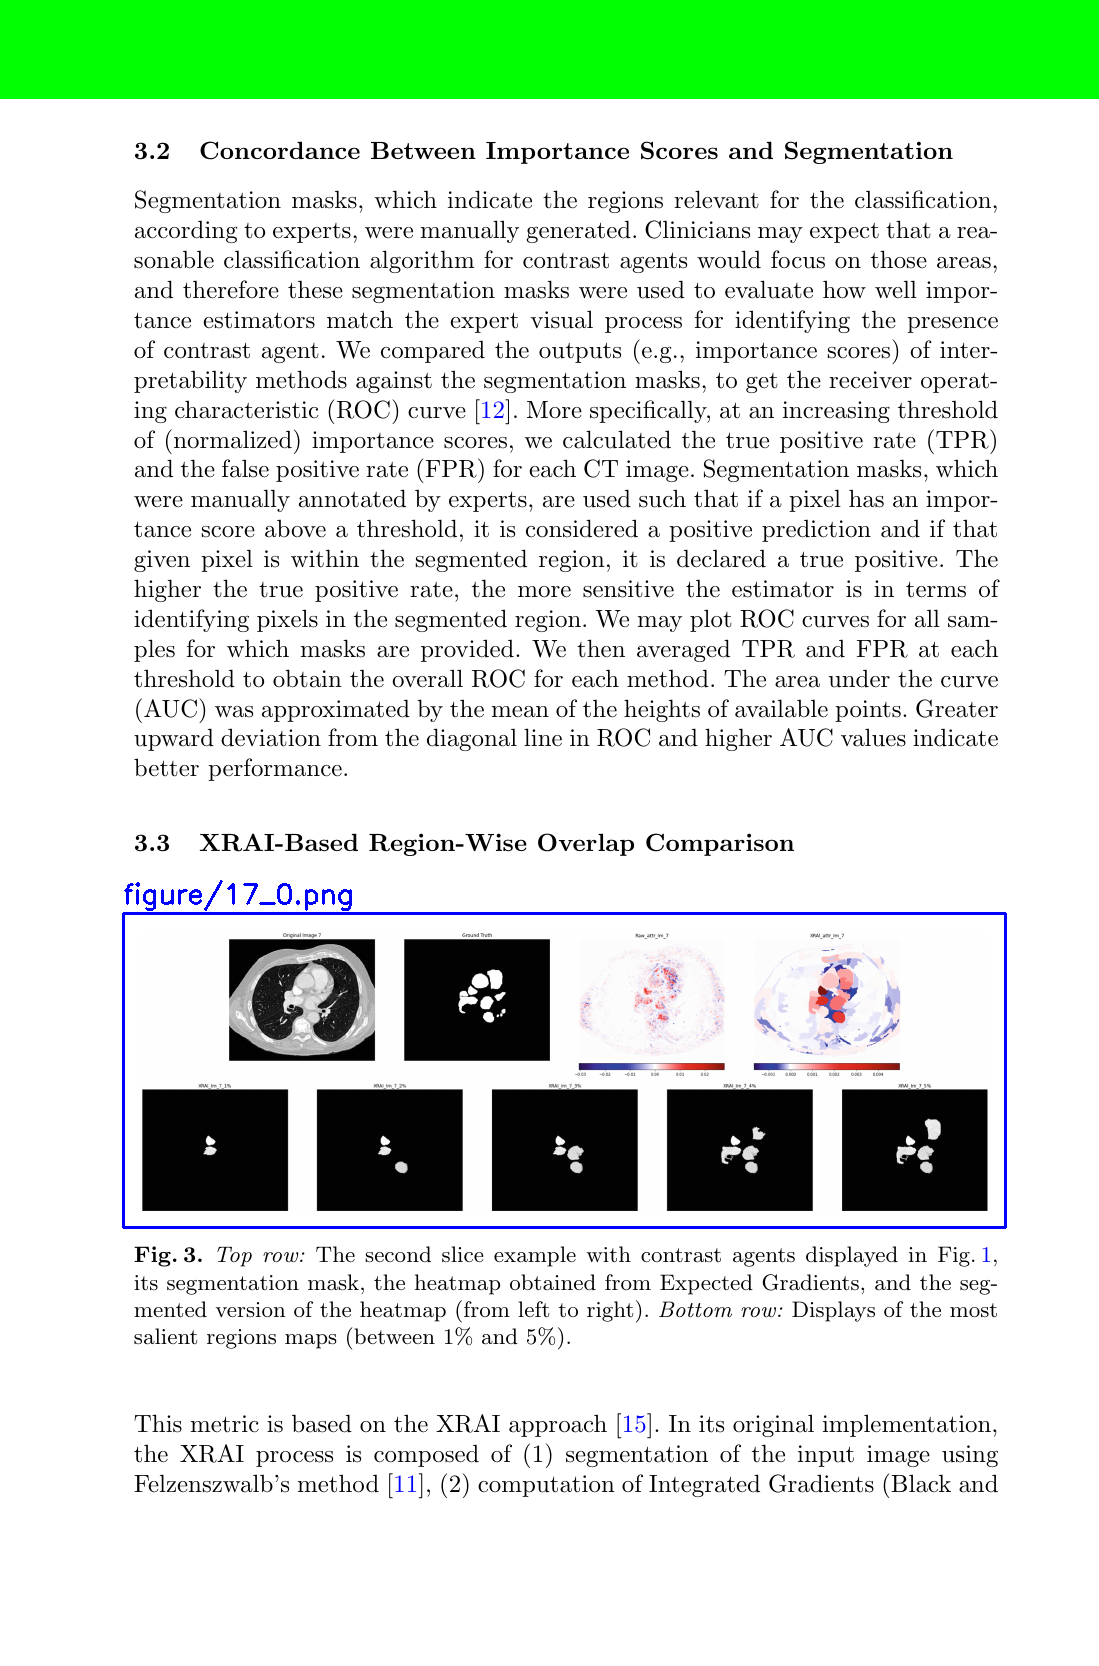 3.2 Concordance Between Importance Scores and Segmentation
Segmentation masks, which indicate the regions relevant for the classification,
according to experts, were manually generated. Clinicians may expect that a rea-
sonable classification algorithm for contrast agents would focus on those areas,
and therefore these segmentation masks were used to evaluate how well impor-
tance estimators match the expert visual process for identifying the presence
of contrast agent. We compared the outputs (e.g., importance scores) of inter-
pretability methods against the segmentation masks, to get the receiver operat-
ing characteristic (ROC) curve [12]. More specifically, at an increasing threshold
of (normalized) importance scores, we calculated the true positive rate (TPR)
and the false positive rate (FPR) for each CT image. Segmentation masks, which
were manually annotated by experts, are used such that if a pixel has an impor-
tance score above a threshold, it is considered a positive prediction and if that
given pixel is within the segmented region, it is declared a true positive. The
higher the true positive rate, the more sensitive the estimator is in terms of
identifying pixels in the segmented region. We may plot ROC curves for all sam-
ples for which masks are provided. We then averaged TPR and FPR at each
threshold to obtain the overall ROC for each method. The area under the curve
(AUC) was approximated by the mean of the heights of available points. Greater
upward deviation from the diagonal line in ROC and higher AUC values indicate
better performance.
3.3 XRAI-Based Region-Wise Overlap Comparison
figure/17_0.png
Original Image 7 Ground Truth Raw_attr_Im_7 XRAI_attr_Im_7
−0.03 −0.02 −0.01 0.00 0.01 0.02 −0.001 0.000 0.001 0.002 0.003 0.004
XRAI_Im_7_1% XRAI_Im_7_2% XRAI_Im_7_3% XRAI_Im_7_4% XRAI_Im_7_5%
Fig. 3. Top row: The second slice example with contrast agents displayed in Fig. 1,
its segmentation mask, the heatmap obtained from Expected Gradients, and the seg-
mented version of the heatmap (from left to right). Bottom row: Displays of the most
salient regions maps (between 1% and 5%).
This metric is based on the XRAI approach [15]. In its original implementation,
the XRAI process is composed of (1) segmentation of the input image using
Felzenszwalb's method [11], (2) computation of Integrated Gradients (Black and